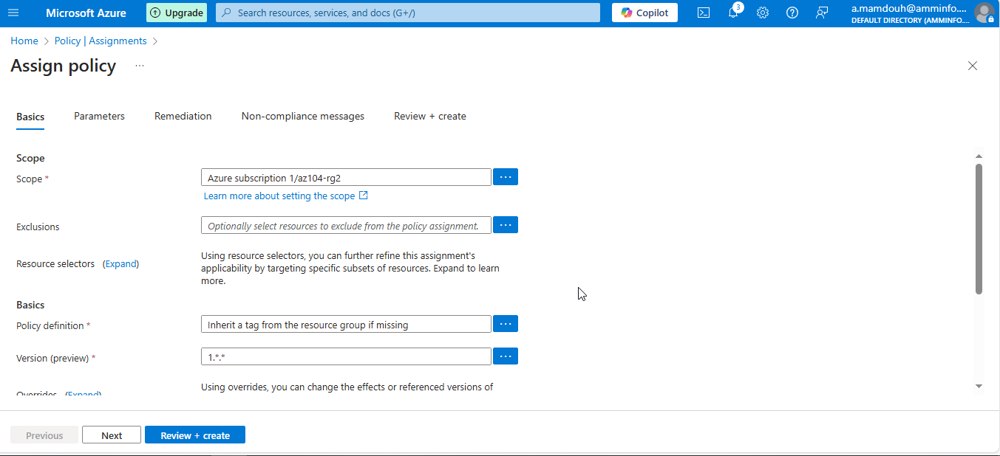 Microsoft Azure
Upgrade
Search resources, services, and docs (G+/)
Copilot
3
a.mamdouh@amminfo....
DEFAULT DIRECTORY (AMMINFO....
Home > Policy | Assignments >
Assign policy ...
Basics Parameters Remediation Non-compliance messages Review + create
Scope
Scope *
Azure subscription 1/az104-rg2
...
Learn more about setting the scope
Exclusions
Optionally select resources to exclude from the policy assignment.
...
Resource selectors (Expand)
Using resource selectors, you can further refine this assignment's
applicability by targeting specific subsets of resources. Expand to learn
more.
Basics
Policy definition *
Inherit a tag from the resource group if missing
...
Version (preview) *
1.*.*
...
Overrides (Expand)
Using overrides, you can change the effects or referenced versions of
Previous Next Review + create